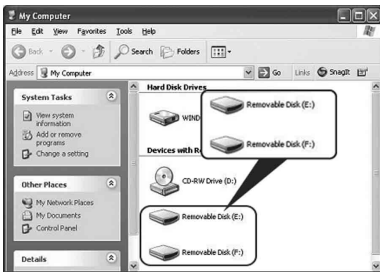 My Computer
File Edit View Favorites Tools Help
Back Search Folders
Address My Computer Go Links SnagIt
System Tasks
View system information
Add or remove programs
Change a setting
Other Places
My Network Places
My Documents
Control Panel
Details
Hard Disk Drives
WIND
Devices with R
CD-RW Drive (D:)
Removable Disk (E:)
Removable Disk (F:)
Removable Disk (E:)
Removable Disk (F:)